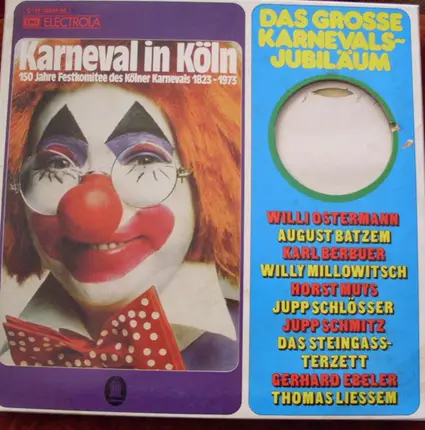 EMI ELECTROLA
Karneval in Köln
150 Jahre Festkomitee des Kölner Karnevals 1823-1973
DAS GROSSE
KARNEVALS-
JUBILÄUM
WILLI OSTERMANN
AUGUST BATZEM
KARL BERBUER
WILLY MILLOWITSCH
HORST MUYS
JUPP SCHLÖSSER
JUPP SCHMITZ
DAS STEINGASS-
TERZETT
GERHARD EBELER
THOMAS LIESSEM